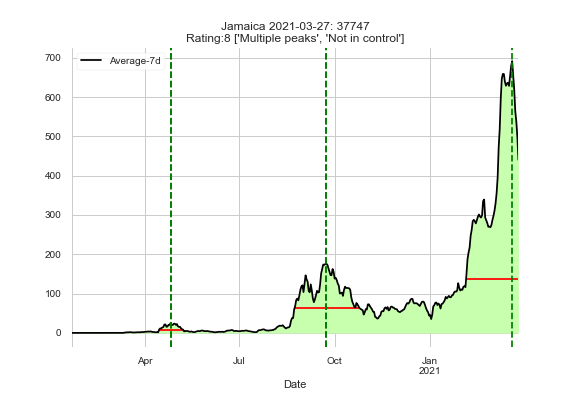 Jamaica 2021-03-27: 37747
Rating:8 ['Multiple peaks', 'Not in control']
Average-7d
700
600
500
400
300
200
100
0
Apr
Jul
Oct
Jan
2021
Date